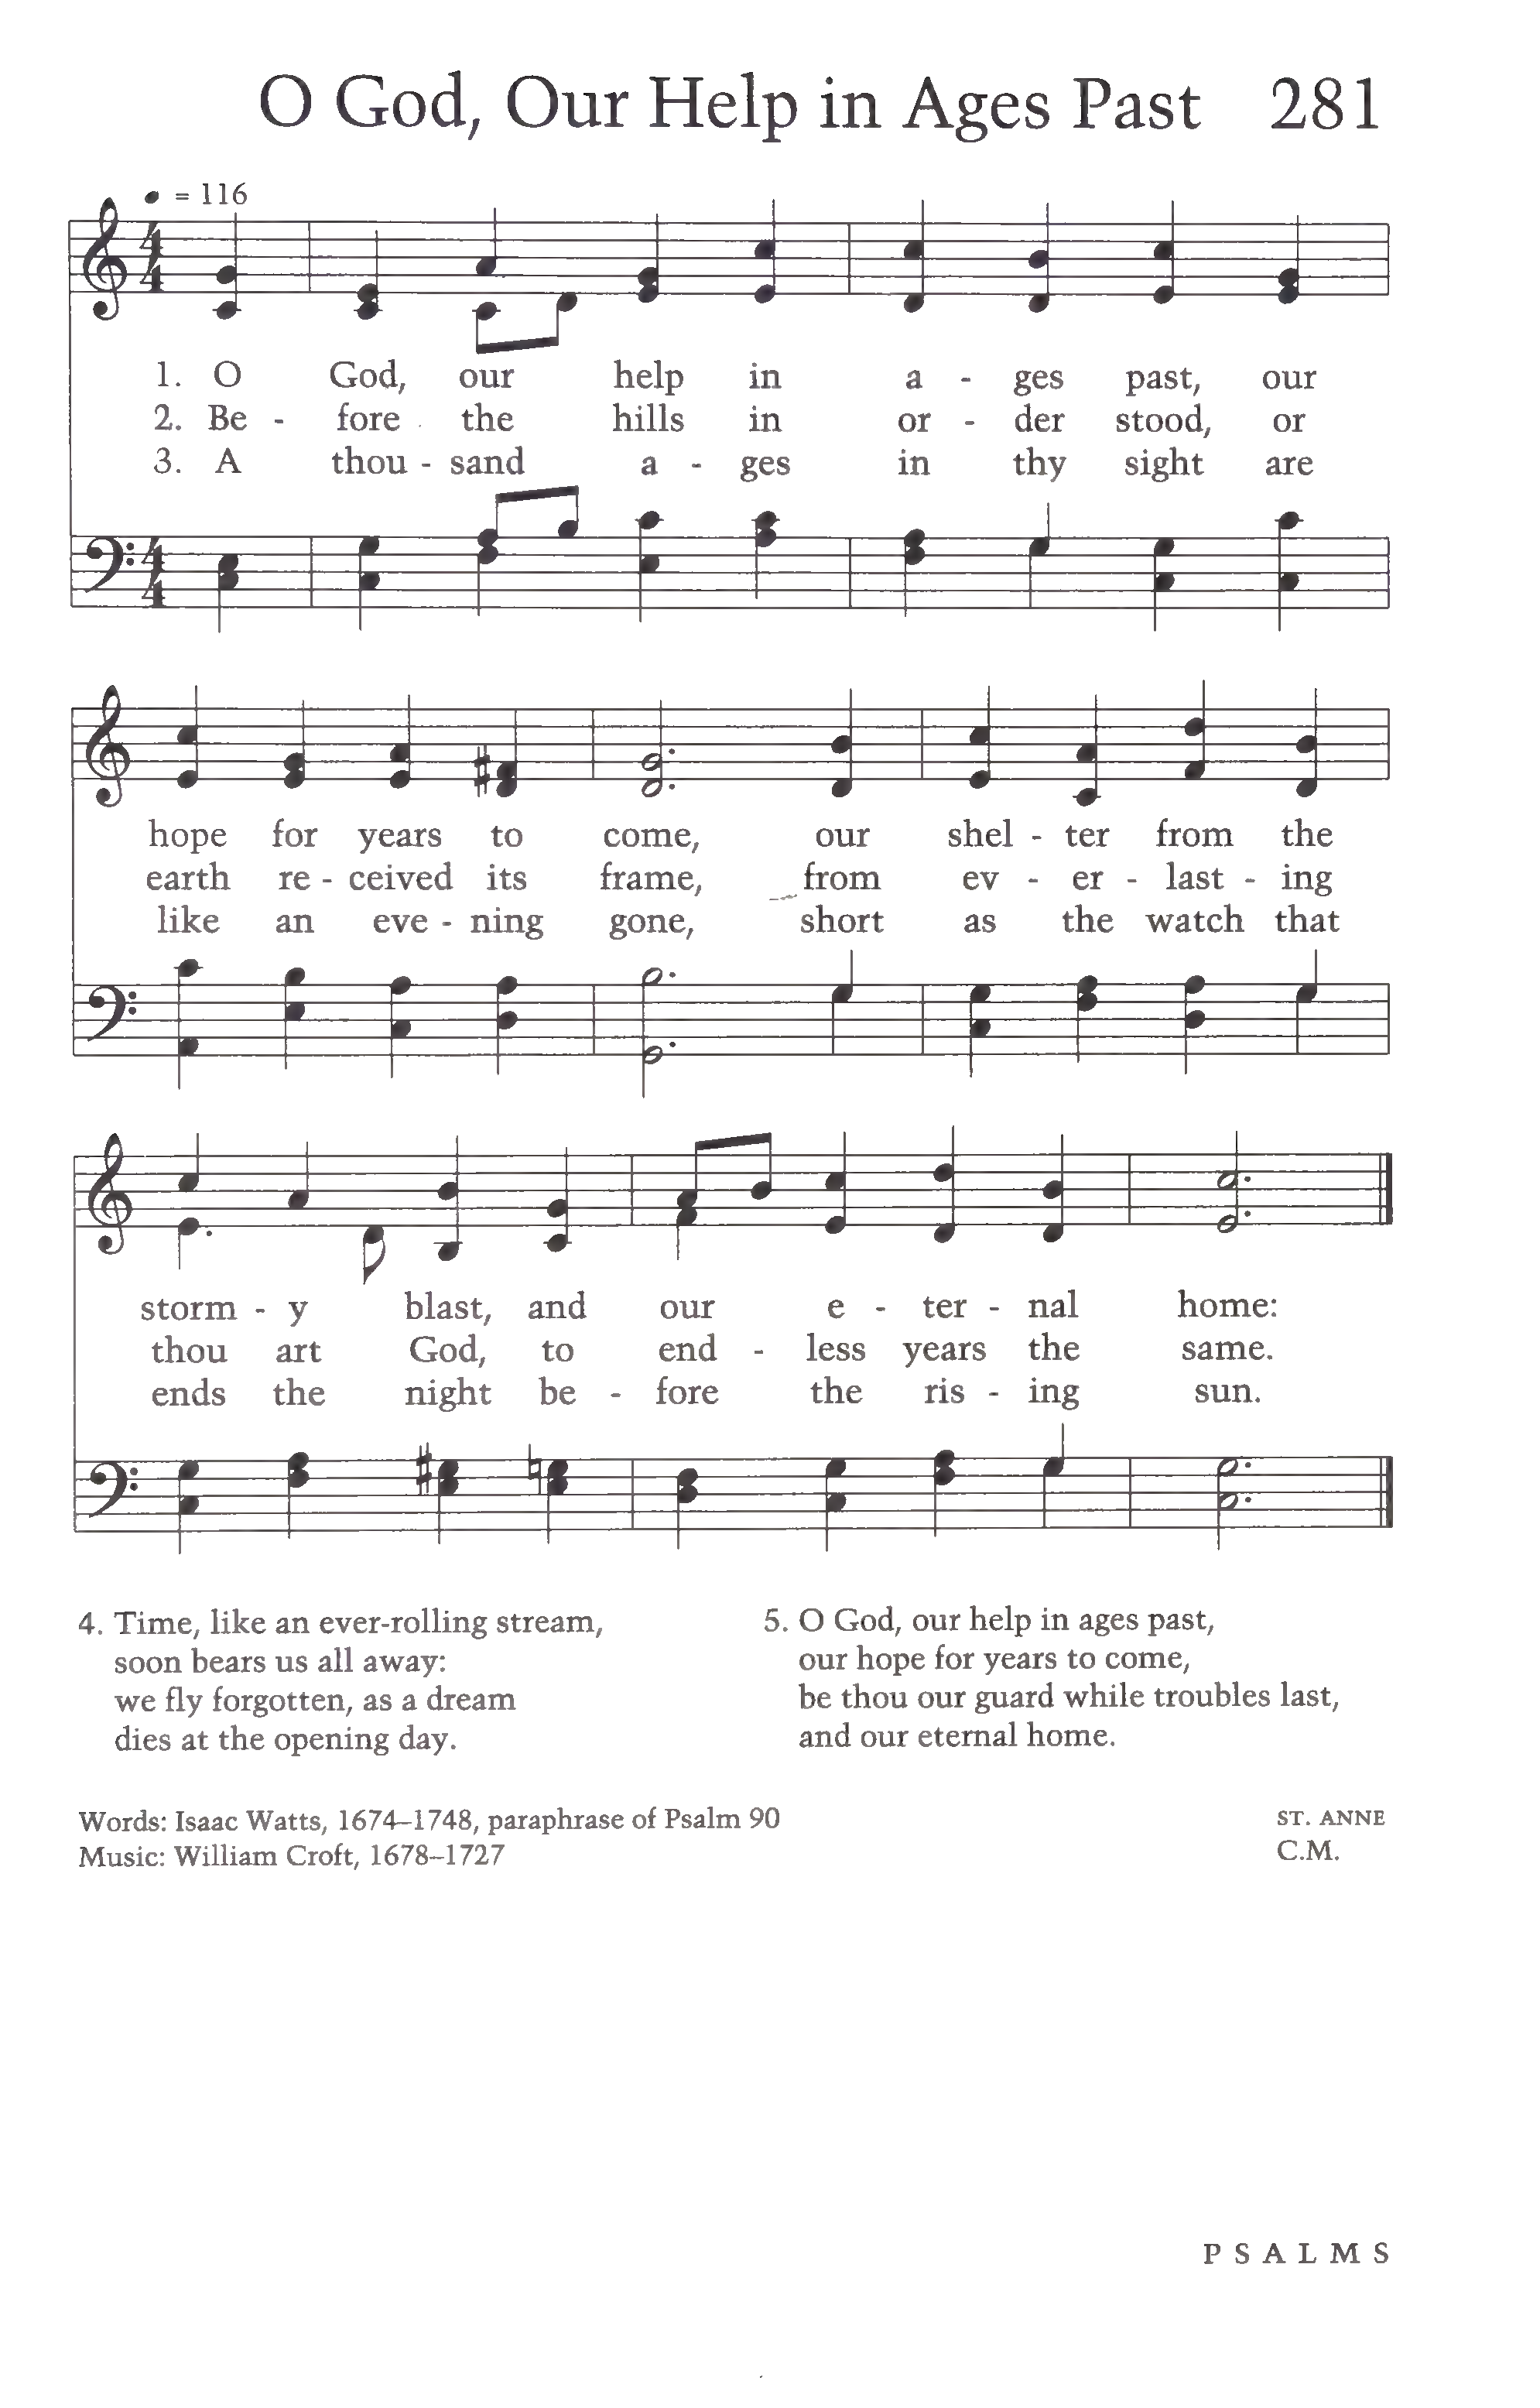 O God, Our Help in Ages Past 281
= 116
1. O God, our help in a - ges past, our
2. Be - fore the hills in or - der stood, or
3. A thou - sand a - ges in thy sight are
hope for years to come, our shel - ter from the
earth re - ceived its frame, from ev - er - last - ing
like an eve - ning gone, short as the watch that
storm - y blast, and our e - ter - nal home:
thou art God, to end - less years the same.
ends the night be - fore the ris - ing sun.
4. Time, like an ever-rolling stream,
soon bears us all away:
we fly forgotten, as a dream
dies at the opening day.
5. O God, our help in ages past,
our hope for years to come,
be thou our guard while troubles last,
and our eternal home.
Words: Isaac Watts, 1674–1748, paraphrase of Psalm 90
Music: William Croft, 1678–1727
ST. ANNE
C.M.
PSALMS